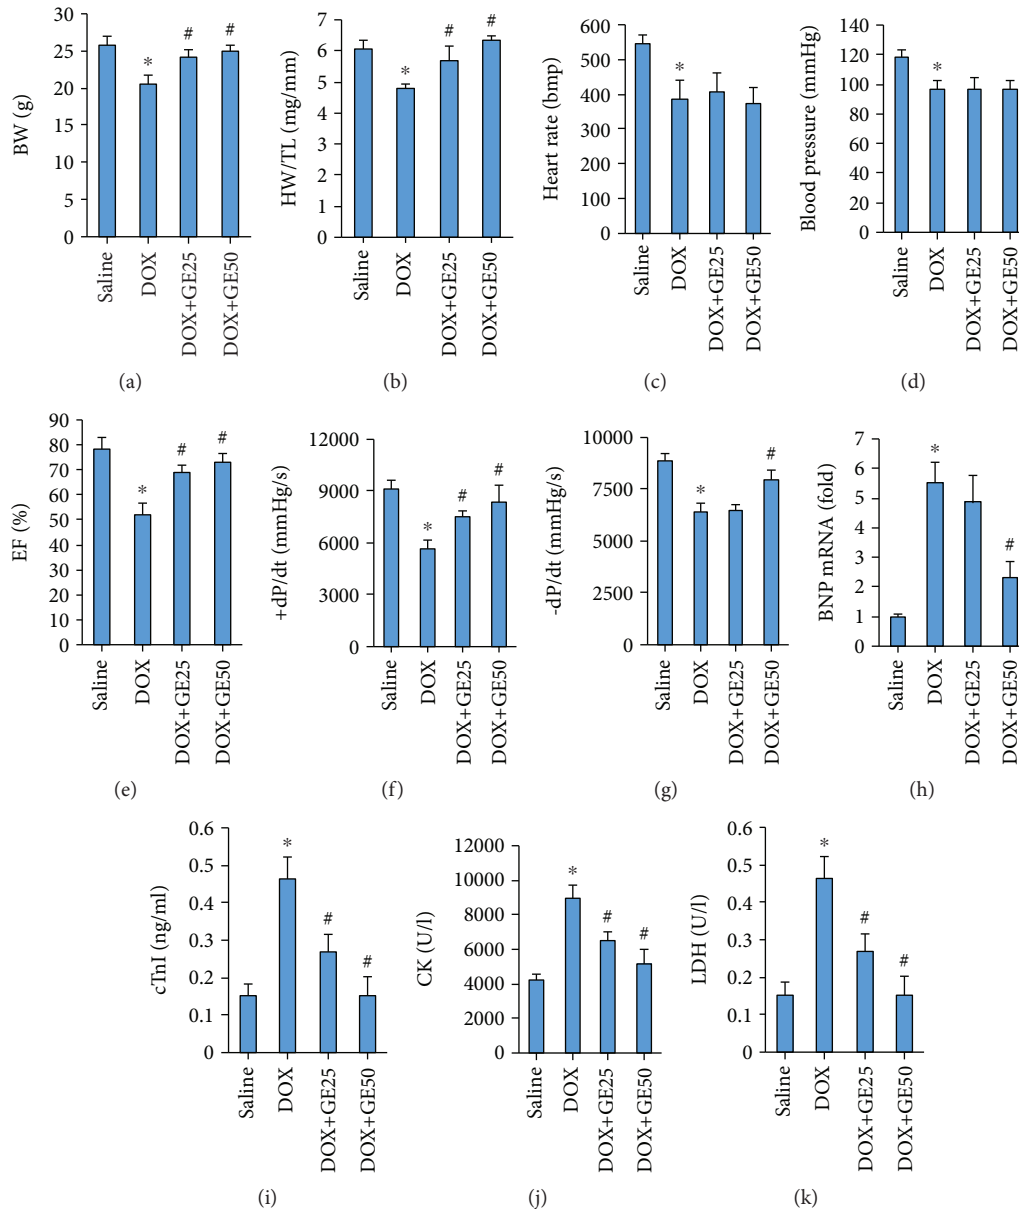 BW (g)
30
25
20
15
10
5
0
*
#
#
Saline
DOX
DOX+GE25
DOX+GE50
(a)
HW/TL (mg/mm)
7
6
5
4
3
2
1
0
*
#
#
Saline
DOX
DOX+GE25
DOX+GE50
(b)
Heart rate (bmp)
600
500
400
300
200
100
0
*
Saline
DOX
DOX+GE25
DOX+GE50
(c)
Blood pressure (mmHg)
140
120
100
80
60
40
20
0
*
Saline
DOX
DOX+GE25
DOX+GE50
(d)
EF (%)
90
80
70
60
50
40
30
20
10
0
*
#
#
Saline
DOX
DOX+GE25
DOX+GE50
(e)
+dP/dt (mmHg/s)
12000
9000
6000
3000
0
*
#
#
Saline
DOX
DOX+GE25
DOX+GE50
(f)
-dP/dt (mmHg/s)
10000
7500
5000
2500
0
*
#
Saline
DOX
DOX+GE25
DOX+GE50
(g)
BNP mRNA (fold)
7
6
5
4
3
2
1
0
*
#
Saline
DOX
DOX+GE25
DOX+GE50
(h)
cTnI (ng/ml)
0.6
0.5
0.4
0.3
0.2
0.1
0
*
#
#
Saline
DOX
DOX+GE25
DOX+GE50
(i)
CK (U/l)
12000
10000
8000
6000
4000
2000
0
*
#
#
Saline
DOX
DOX+GE25
DOX+GE50
(j)
LDH (U/l)
0.6
0.5
0.4
0.3
0.2
0.1
0
*
#
#
Saline
DOX
DOX+GE25
DOX+GE50
(k)